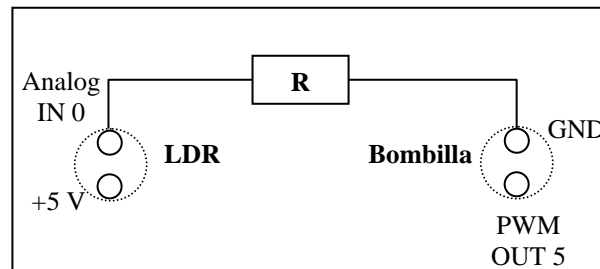 R
Analog
IN 0
LDR
Bombilla
GND
+5 V
PWM
OUT 5